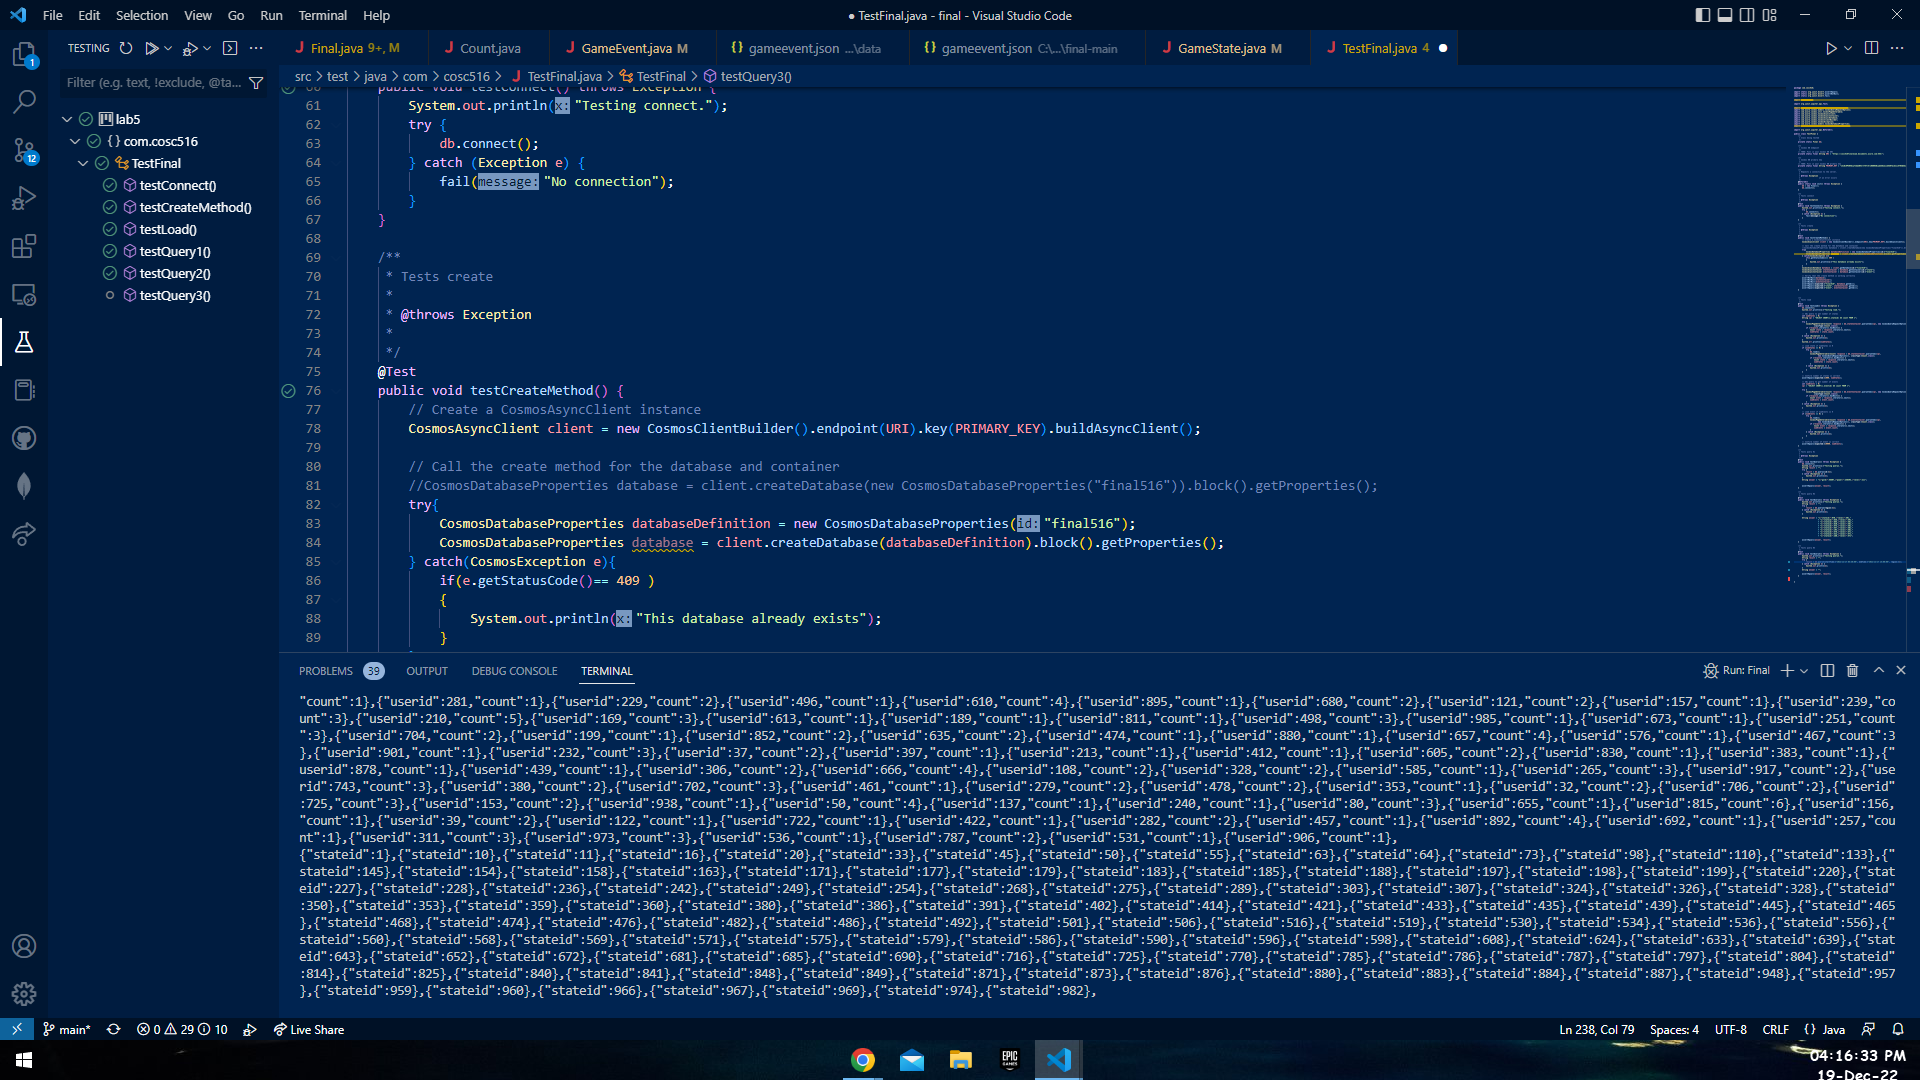 File Edit Selection View Go Run Terminal Help
● TestFinal.java - final - Visual Studio Code
TESTING
Final.java 9+, M
Count.java
GameEvent.java M
gameevent.json ...\data
gameevent.json C:\...\final-main
GameState.java M
TestFinal.java 4
Filter (e.g. text, !exclude, @ta...
src > test > java > com > cosc516 > TestFinal.java > TestFinal > testQuery3()
lab5
com.cosc516
TestFinal
testConnect()
testCreateMethod()
testLoad()
testQuery1()
testQuery2()
testQuery3()
60 public void testConnect() throws Exception {
61 System.out.println(x: "Testing connect.");
62 try {
63 db.connect();
64 } catch (Exception e) {
65 fail(message: "No connection");
66 }
67 }
68
69 /**
70 * Tests create
71 *
72 * @throws Exception
73 *
74 */
75 @Test
76 public void testCreateMethod() {
77 // Create a CosmosAsyncClient instance
78 CosmosAsyncClient client = new CosmosClientBuilder().endpoint(URI).key(PRIMARY_KEY).buildAsyncClient();
79
80 // Call the create method for the database and container
81 //CosmosDatabaseProperties database = client.createDatabase(new CosmosDatabaseProperties("final516")).block().getProperties();
82 try{
83 CosmosDatabaseProperties databaseDefinition = new CosmosDatabaseProperties(id: "final516");
84 CosmosDatabaseProperties database = client.createDatabase(databaseDefinition).block().getProperties();
85 } catch(CosmosException e){
86 if(e.getStatusCode()== 409 )
87 {
88 System.out.println(x: "This database already exists");
89 }
PROBLEMS 39 OUTPUT DEBUG CONSOLE TERMINAL
Run: Final
"count":1},{"userid":281,"count":1},{"userid":229,"count":2},{"userid":496,"count":1},{"userid":610,"count":4},{"userid":895,"count":1},{"userid":680,"count":2},{"userid":121,"count":2},{"userid":157,"count":1},{"userid":239,"co
unt":3},{"userid":210,"count":5},{"userid":169,"count":3},{"userid":613,"count":1},{"userid":189,"count":1},{"userid":811,"count":1},{"userid":498,"count":3},{"userid":985,"count":1},{"userid":673,"count":1},{"userid":251,"count
":3},{"userid":704,"count":2},{"userid":199,"count":1},{"userid":852,"count":2},{"userid":635,"count":2},{"userid":474,"count":1},{"userid":880,"count":1},{"userid":657,"count":4},{"userid":576,"count":1},{"userid":467,"count":3
},{"userid":901,"count":1},{"userid":232,"count":3},{"userid":37,"count":2},{"userid":397,"count":1},{"userid":213,"count":1},{"userid":412,"count":1},{"userid":605,"count":2},{"userid":830,"count":1},{"userid":383,"count":1},{"
userid":878,"count":1},{"userid":439,"count":1},{"userid":306,"count":2},{"userid":666,"count":4},{"userid":108,"count":2},{"userid":328,"count":2},{"userid":585,"count":1},{"userid":265,"count":3},{"userid":917,"count":2},{"use
rid":743,"count":3},{"userid":380,"count":2},{"userid":702,"count":3},{"userid":461,"count":1},{"userid":279,"count":2},{"userid":478,"count":2},{"userid":353,"count":1},{"userid":32,"count":2},{"userid":706,"count":2},{"userid"
:725,"count":3},{"userid":153,"count":2},{"userid":938,"count":1},{"userid":50,"count":4},{"userid":137,"count":1},{"userid":240,"count":1},{"userid":80,"count":3},{"userid":655,"count":1},{"userid":815,"count":6},{"userid":156,
"count":1},{"userid":39,"count":2},{"userid":122,"count":1},{"userid":722,"count":1},{"userid":422,"count":1},{"userid":282,"count":2},{"userid":457,"count":1},{"userid":892,"count":4},{"userid":692,"count":1},{"userid":257,"cou
nt":1},{"userid":311,"count":3},{"userid":973,"count":3},{"userid":536,"count":1},{"userid":787,"count":2},{"userid":531,"count":1},{"userid":906,"count":1},
{"stateid":1},{"stateid":10},{"stateid":11},{"stateid":16},{"stateid":20},{"stateid":33},{"stateid":45},{"stateid":50},{"stateid":55},{"stateid":63},{"stateid":64},{"stateid":73},{"stateid":98},{"stateid":110},{"stateid":133},{"
stateid":145},{"stateid":154},{"stateid":158},{"stateid":163},{"stateid":171},{"stateid":177},{"stateid":179},{"stateid":183},{"stateid":185},{"stateid":188},{"stateid":197},{"stateid":198},{"stateid":199},{"stateid":220},{"stat
eid":227},{"stateid":228},{"stateid":236},{"stateid":242},{"stateid":249},{"stateid":254},{"stateid":268},{"stateid":275},{"stateid":289},{"stateid":303},{"stateid":307},{"stateid":324},{"stateid":326},{"stateid":328},{"stateid"
:350},{"stateid":353},{"stateid":359},{"stateid":360},{"stateid":380},{"stateid":386},{"stateid":391},{"stateid":402},{"stateid":414},{"stateid":421},{"stateid":433},{"stateid":435},{"stateid":439},{"stateid":445},{"stateid":465
},{"stateid":468},{"stateid":474},{"stateid":476},{"stateid":482},{"stateid":486},{"stateid":492},{"stateid":501},{"stateid":506},{"stateid":516},{"stateid":519},{"stateid":530},{"stateid":534},{"stateid":536},{"stateid":556},{"
stateid":560},{"stateid":568},{"stateid":569},{"stateid":571},{"stateid":575},{"stateid":579},{"stateid":586},{"stateid":590},{"stateid":596},{"stateid":598},{"stateid":608},{"stateid":624},{"stateid":633},{"stateid":639},{"stat
eid":643},{"stateid":652},{"stateid":672},{"stateid":681},{"stateid":685},{"stateid":690},{"stateid":716},{"stateid":725},{"stateid":770},{"stateid":785},{"stateid":786},{"stateid":787},{"stateid":797},{"stateid":804},{"stateid"
:814},{"stateid":825},{"stateid":840},{"stateid":841},{"stateid":848},{"stateid":849},{"stateid":871},{"stateid":873},{"stateid":876},{"stateid":880},{"stateid":883},{"stateid":884},{"stateid":887},{"stateid":948},{"stateid":957
},{"stateid":959},{"stateid":960},{"stateid":966},{"stateid":967},{"stateid":969},{"stateid":974},{"stateid":982},
main* 0 29 10 Live Share
Ln 238, Col 79 Spaces: 4 UTF-8 CRLF {} Java
1
12
EPIC GAMES
04:16:33 PM
19-Dec-22